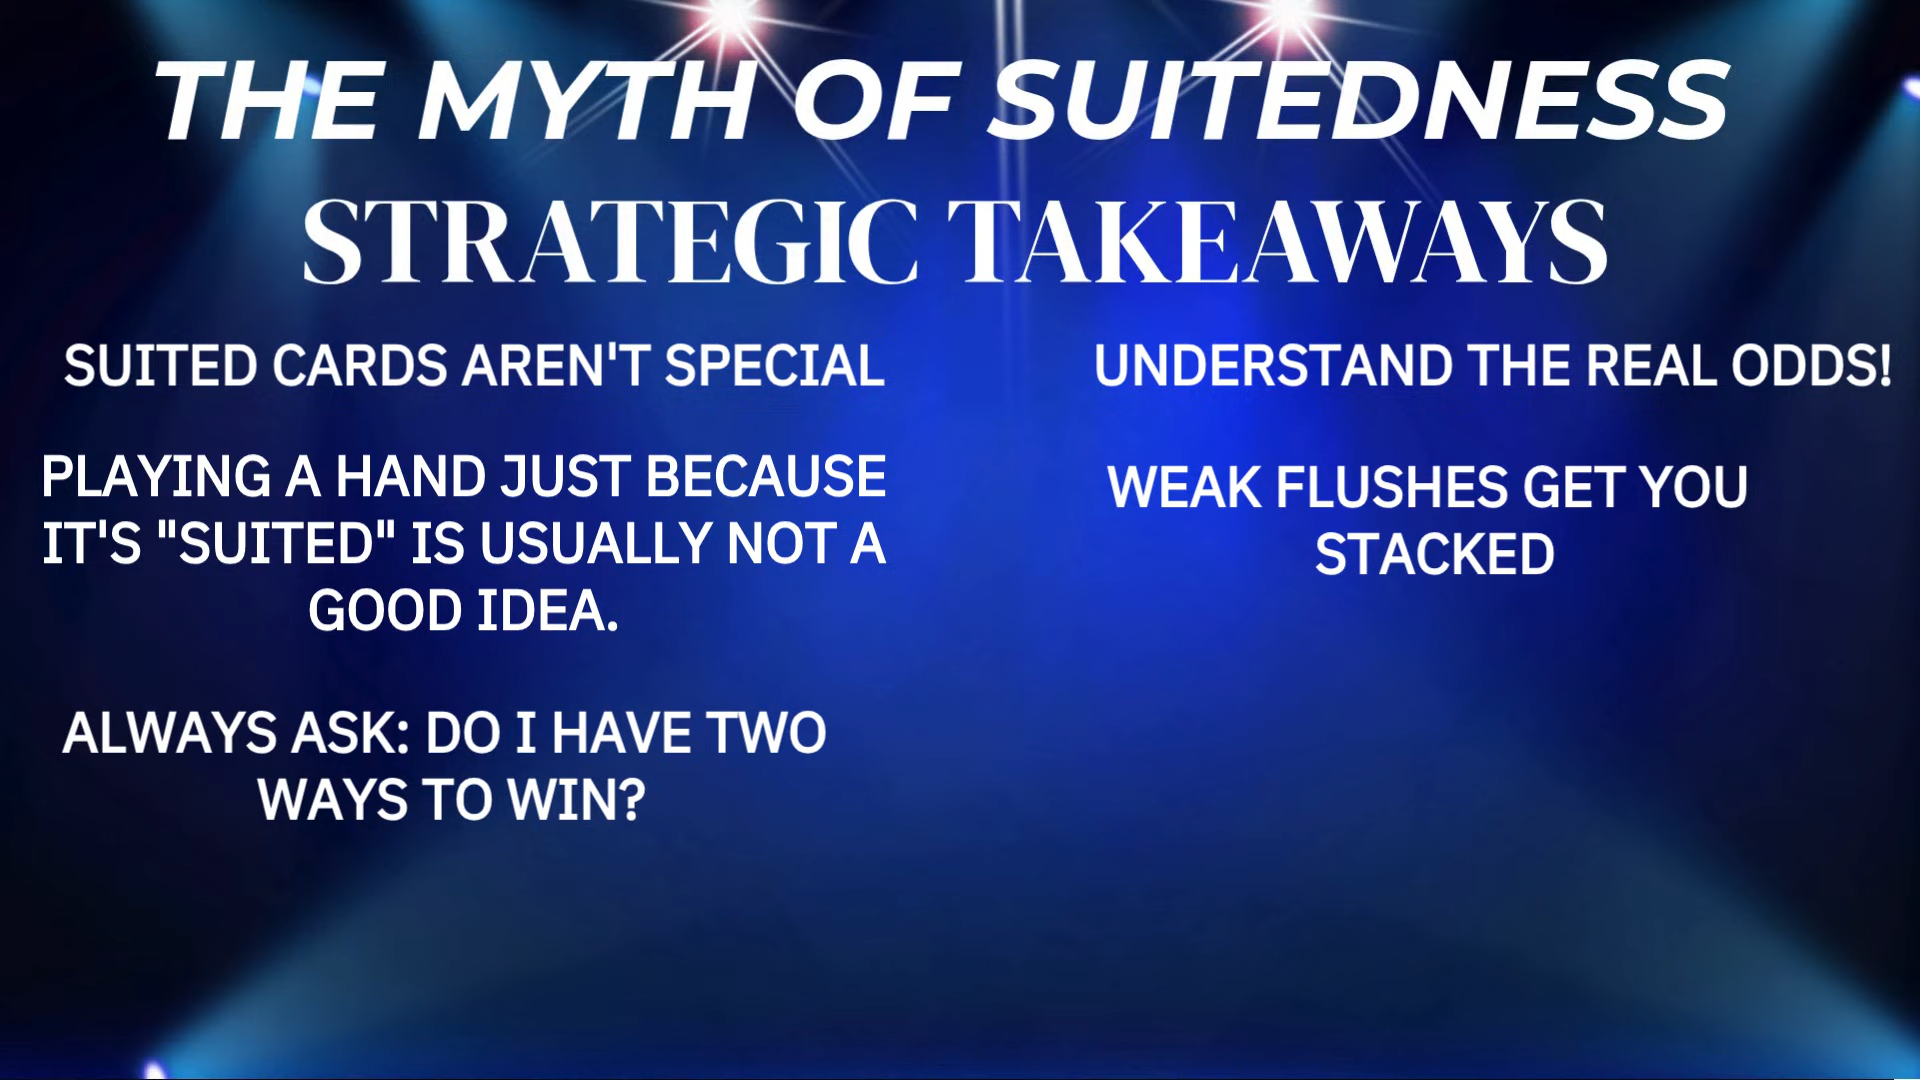 THE MYTH OF SUITEDNESS
STRATEGIC TAKEAWAYS
SUITED CARDS AREN'T SPECIAL
PLAYING A HAND JUST BECAUSE
IT'S "SUITED" IS USUALLY NOT A
GOOD IDEA.
ALWAYS ASK: DO I HAVE TWO
WAYS TO WIN?
UNDERSTAND THE REAL ODDS!
WEAK FLUSHES GET YOU
STACKED